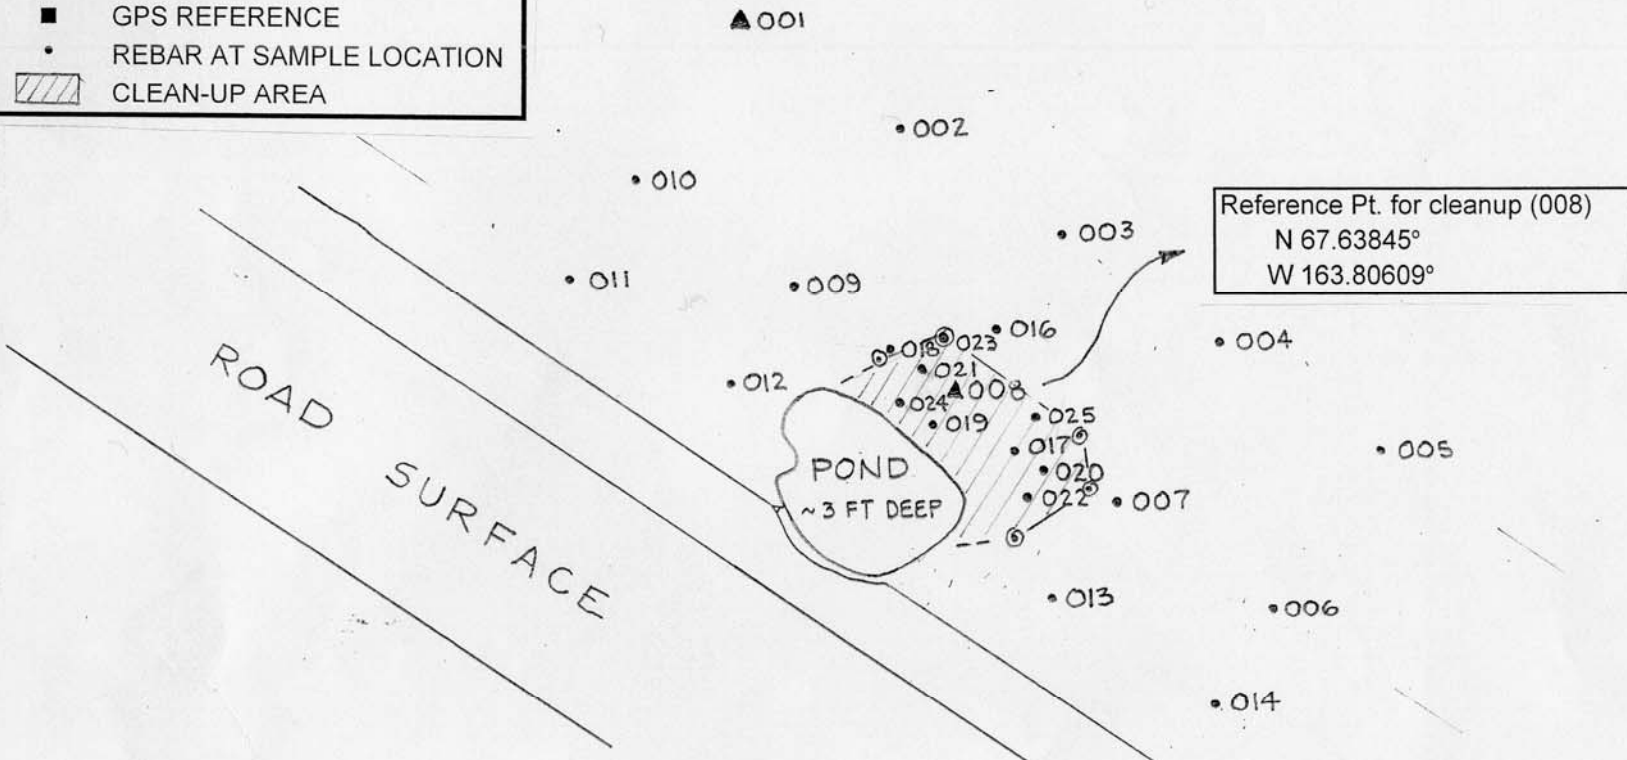 GPS REFERENCE
REBAR AT SAMPLE LOCATION
CLEAN-UP AREA
001
002
010
003
Reference Pt. for cleanup (008)
N 67.63845°
W 163.80609°
011
009
016
018
023
004
021
012
008
024
025
019
017
005
POND
020
~3 FT DEEP
022
007
ROAD SURFACE
013
006
014